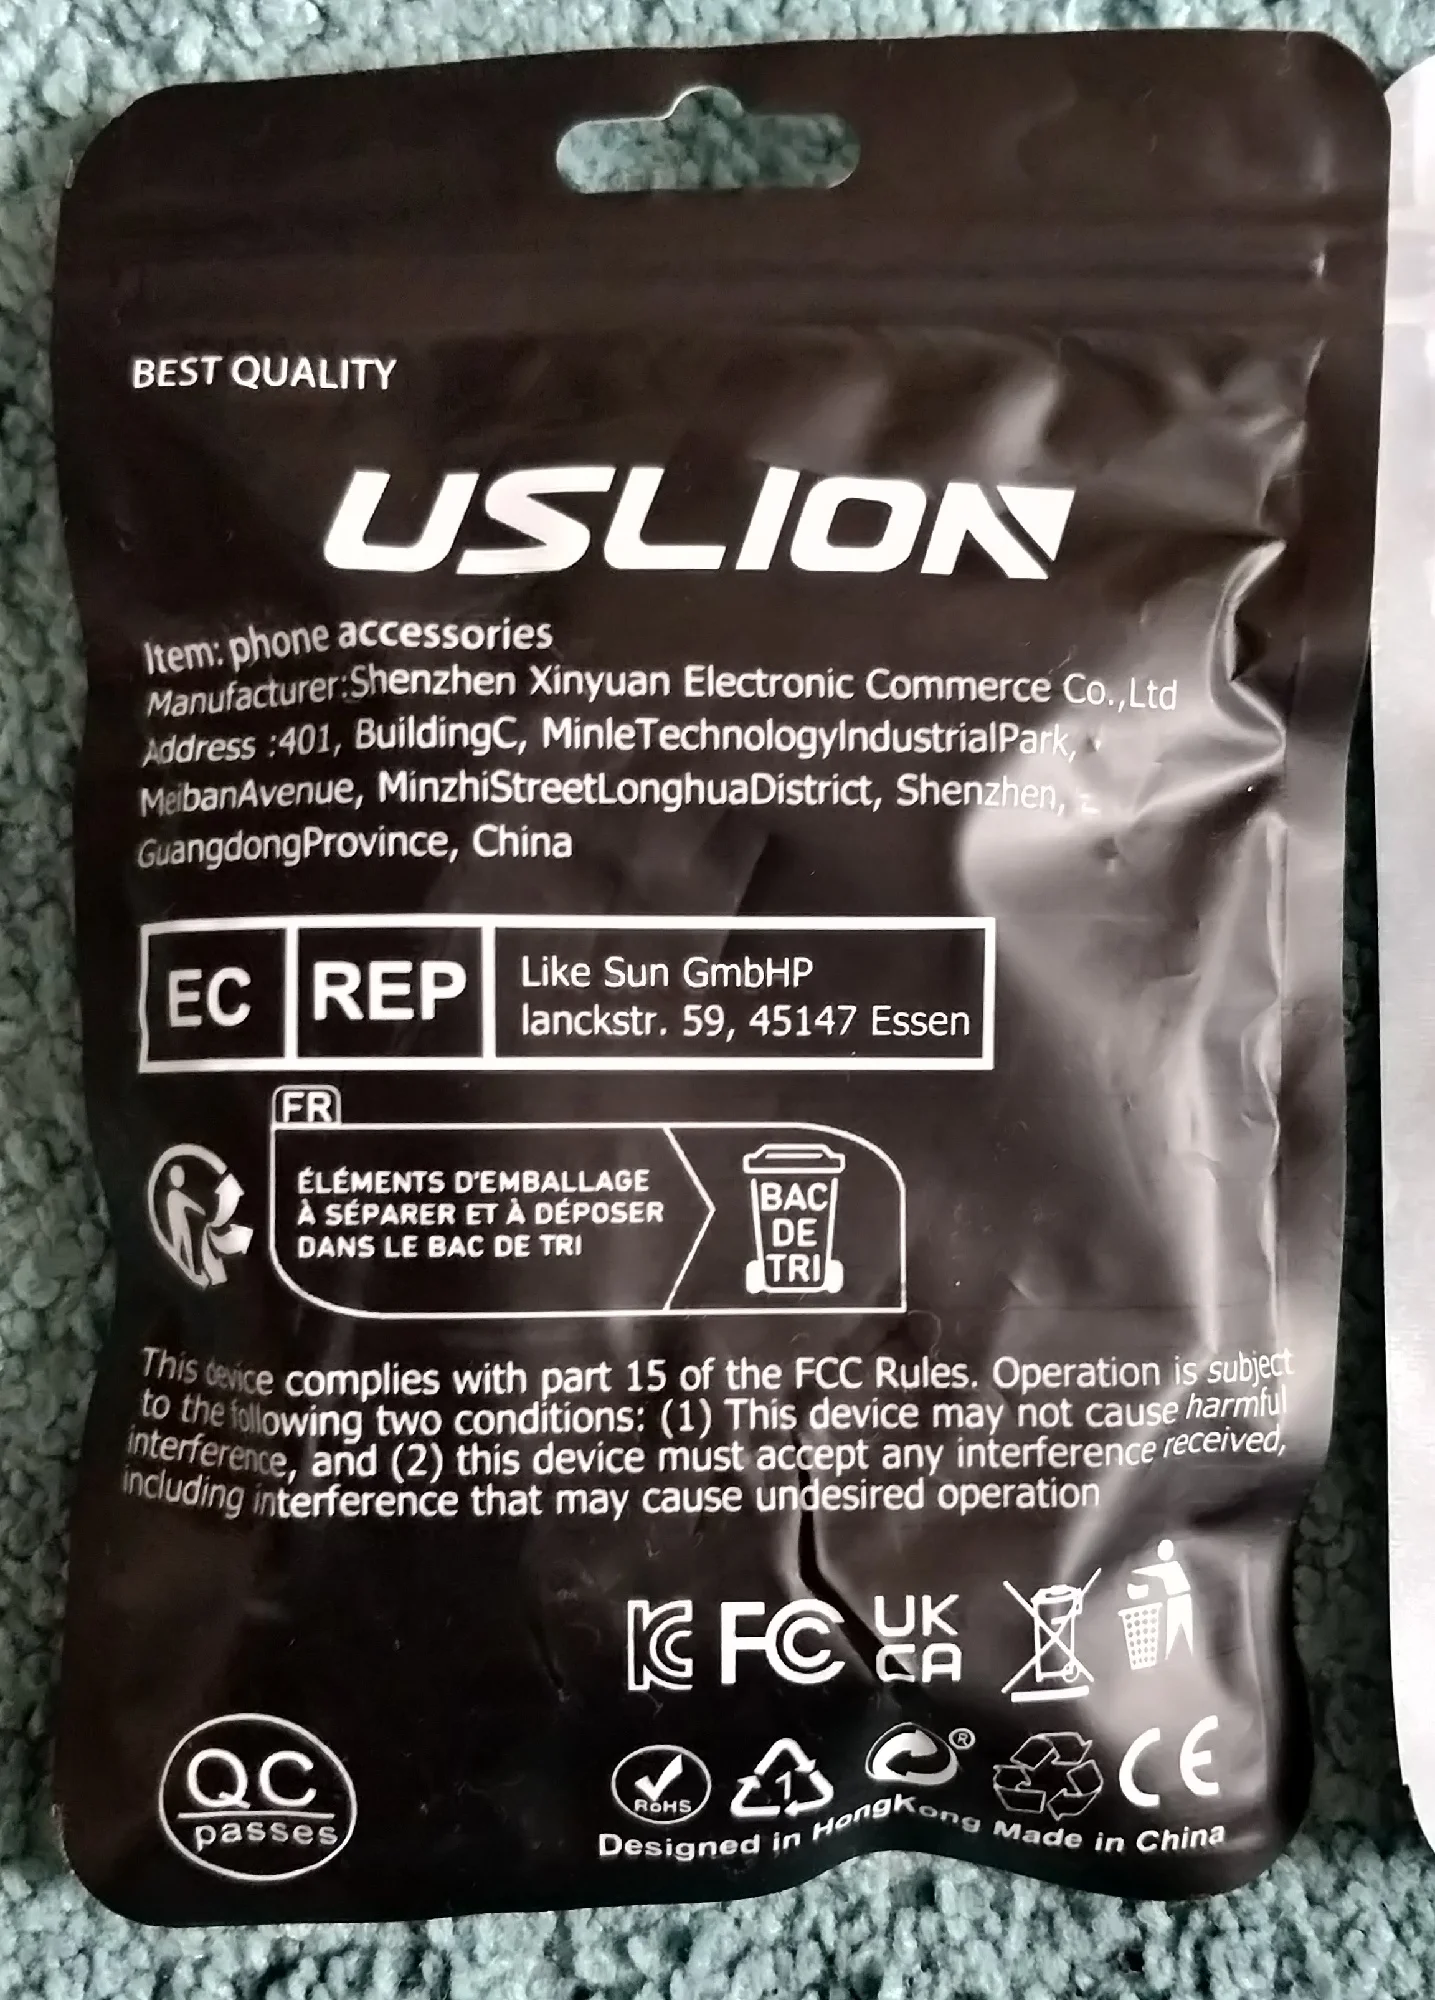 BEST QUALITY
USLION
Item: phone accessories
Manufacturer:Shenzhen Xinyuan Electronic Commerce Co.,Ltd
Address :401, BuildingC, MinleTechnologyIndustrialPark,
MeibanAvenue, MinzhiStreetLonghuaDistrict, Shenzhen,
GuangdongProvince, China
EC REP
Like Sun GmbHP
lanckstr. 59, 45147 Essen
FR
ÉLÉMENTS D'EMBALLAGE
À SÉPARER ET À DÉPOSER
DANS LE BAC DE TRI
BAC
DE
TRI
This device complies with part 15 of the FCC Rules. Operation is subject
to the following two conditions: (1) This device may not cause harmful
interference, and (2) this device must accept any interference received,
including interference that may cause undesired operation
KC FC UK
CA
QC
passes
RoHS 1 ® CE
Designed in HongKong Made in China